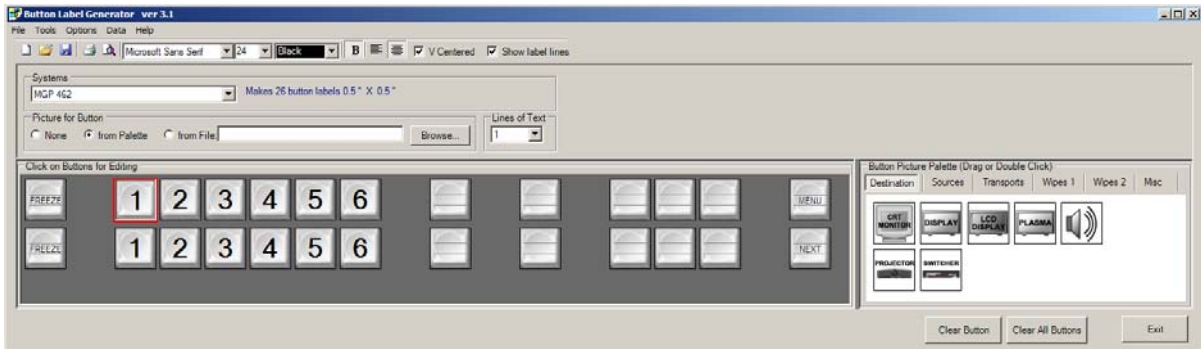 Button Label Generator ver 3.1
File Tools Options Data Help
Microsoft Sans Serif 24 Black B V Centered Show label lines
Systems
MGP 462 Makes 26 button labels 0.5 " X 0.5 "
Picture for Button Lines of Text
None from Palette from File: Browse... 1
Click on Buttons for Editing
FREEZE 1 2 3 4 5 6 MENU
FREEZE 1 2 3 4 5 6 NEXT
Button Picture Palette (Drag or Double Click)
Destination Sources Transports Wipes 1 Wipes 2 Misc
CRT MONITOR DISPLAY LCD DISPLAY PLASMA
PROJECTOR SWITCHER
Clear Button Clear All Buttons Exit